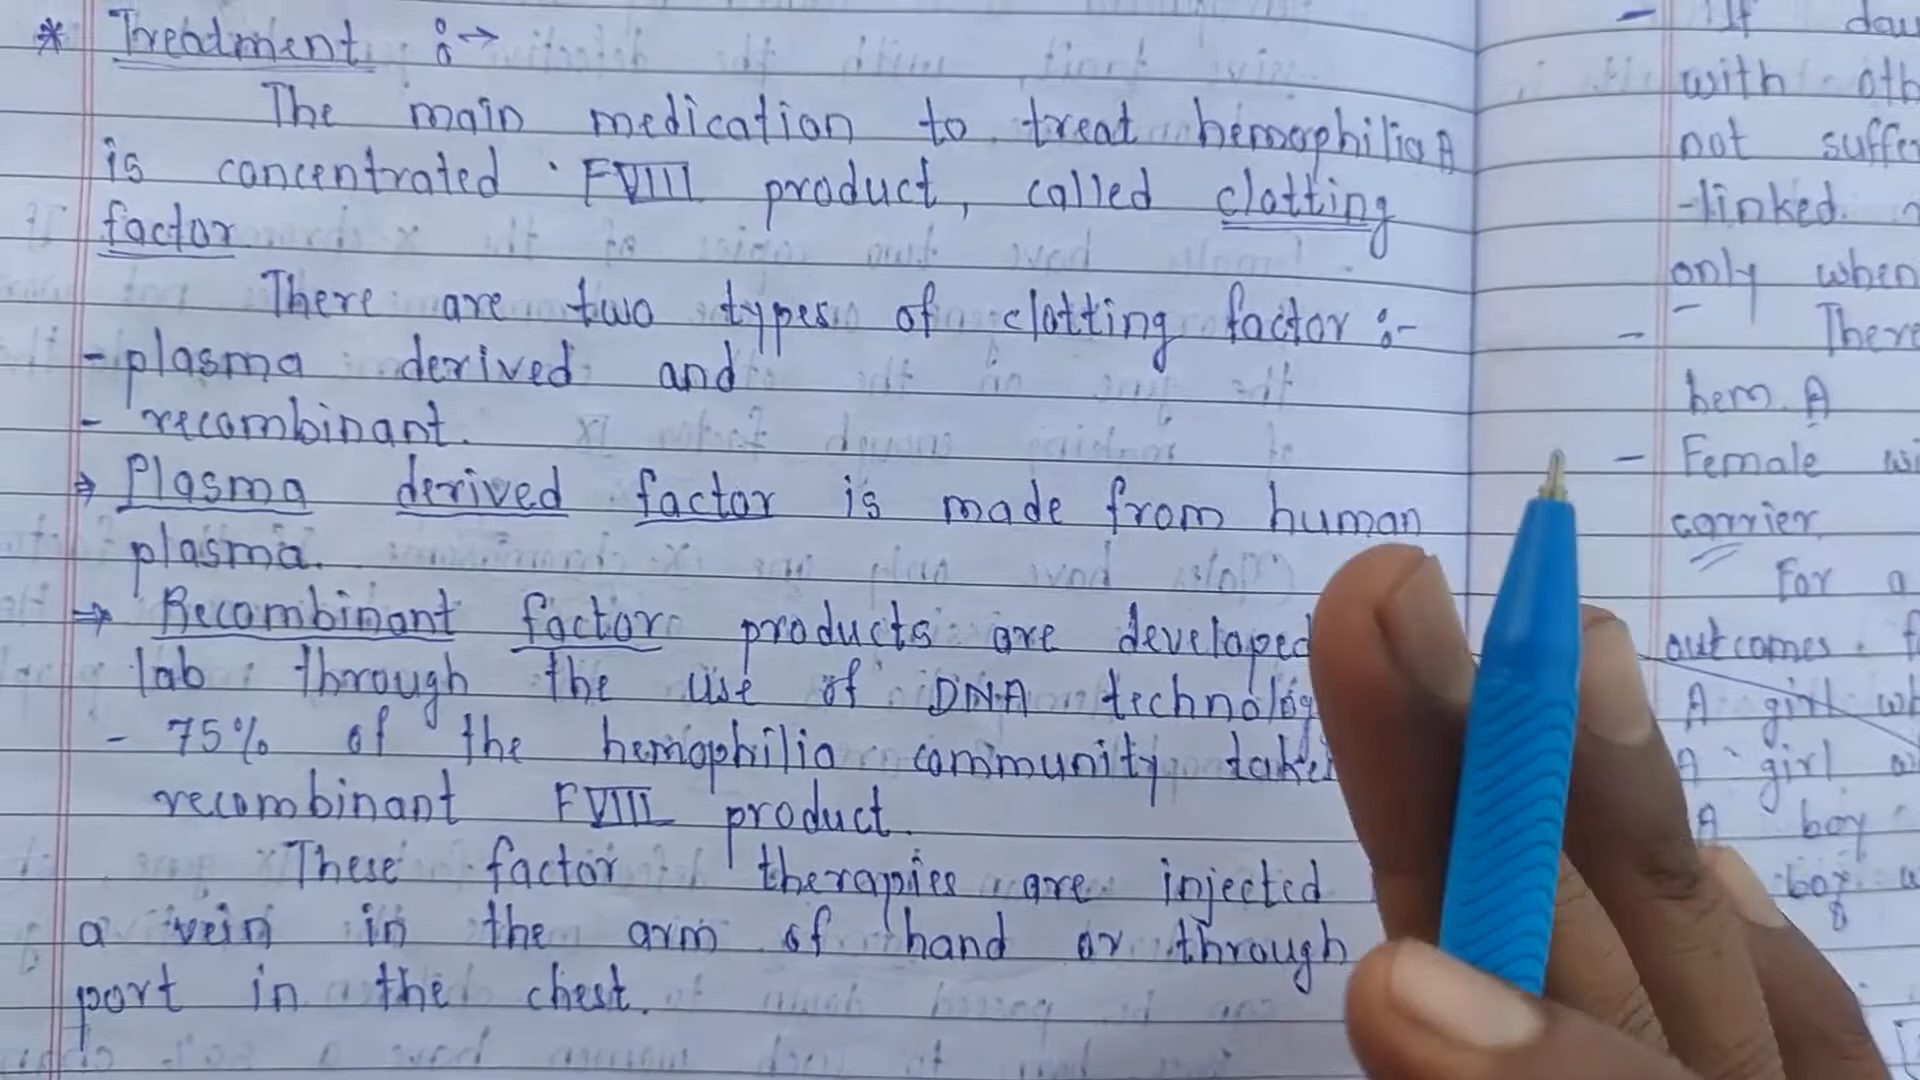 * Treatment :→
The main medication to treat hemophilia A
is concentrated FVIII product, called clotting
factor
There are two types of clotting factor :-
- plasma derived and
- recombinant.
⇒ Plasma derived factor is made from human
plasma.
⇒ Recombinant factor products are developed
lab through the use of DNA
- 75% of the hemophilia community
recombinant FVIII product.
These factor therapies are injected
a vein in the arm of hand or through
port in the chest.
- If
with
not
-linked
only when
- There
hem. A
- Female
carrier
For a
outcomes.
A girl
A girl
A boy
boy